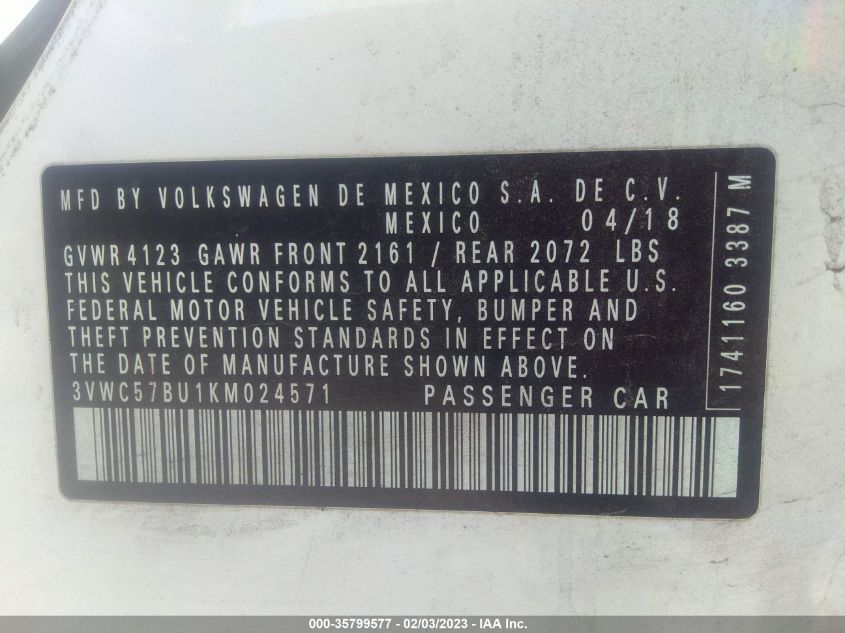 MFD BY VOLKSWAGEN DE MEXICO S.A. DE C.V.
MEXICO 04/18
GVWR 4123 GAWR FRONT 2161 / REAR 2072 LBS
THIS VEHICLE CONFORMS TO ALL APPLICABLE U.S.
FEDERAL MOTOR VEHICLE SAFETY, BUMPER AND
THEFT PREVENTION STANDARDS IN EFFECT ON
THE DATE OF MANUFACTURE SHOWN ABOVE.
3VWC57BU1KM024571 PASSENGER CAR
1741160 3387 M
000-35799577 - 02/03/2023 - IAA Inc.